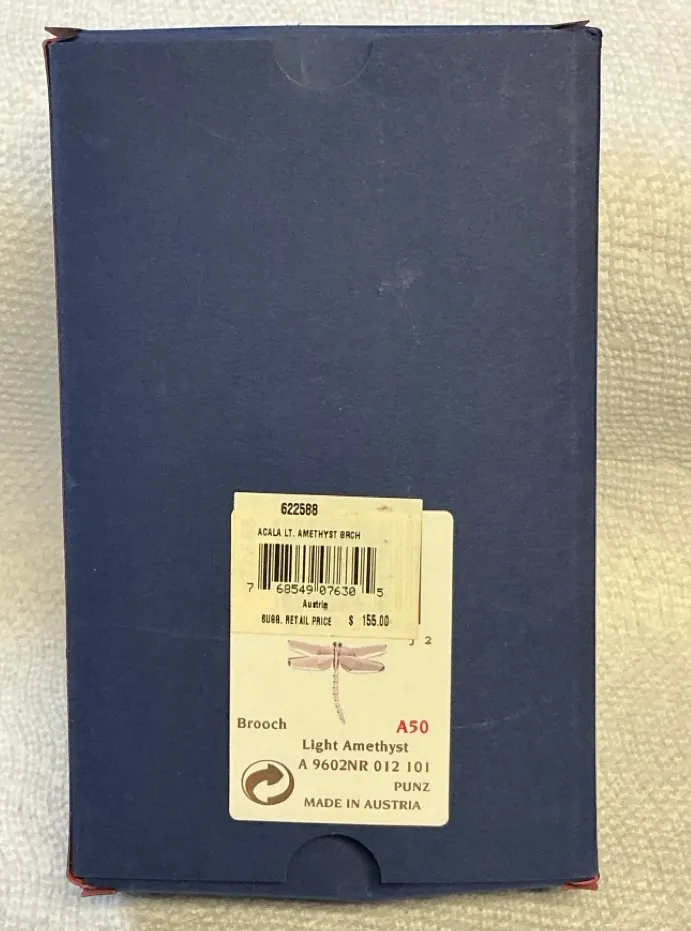 622588
ACALA LT. AMETHYST BRCH
7 68549 07630 5
Austria
SUGG. RETAIL PRICE $ 155.00
2
Brooch
A50
Light Amethyst
A 9602NR 012 101
PUNZ
MADE IN AUSTRIA